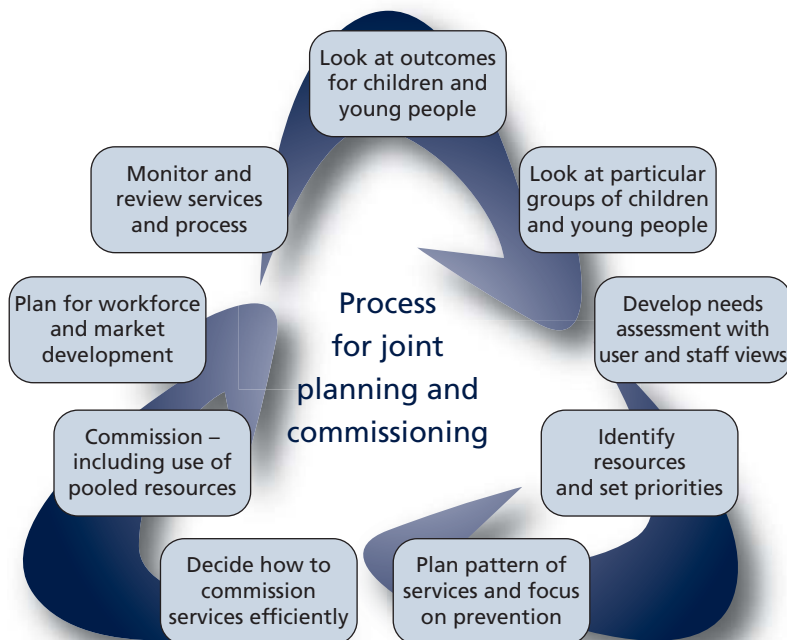 Look at outcomes
for children and
young people
Look at particular
groups of children
and young people
Develop needs
assessment with
user and staff views
Identify
resources
and set priorities
Plan pattern of
services and focus
on prevention
Decide how to
commission
services efficiently
Commission –
including use of
pooled resources
Plan for workforce
and market
development
Monitor and
review services
and process
Process
for joint
planning and
commissioning